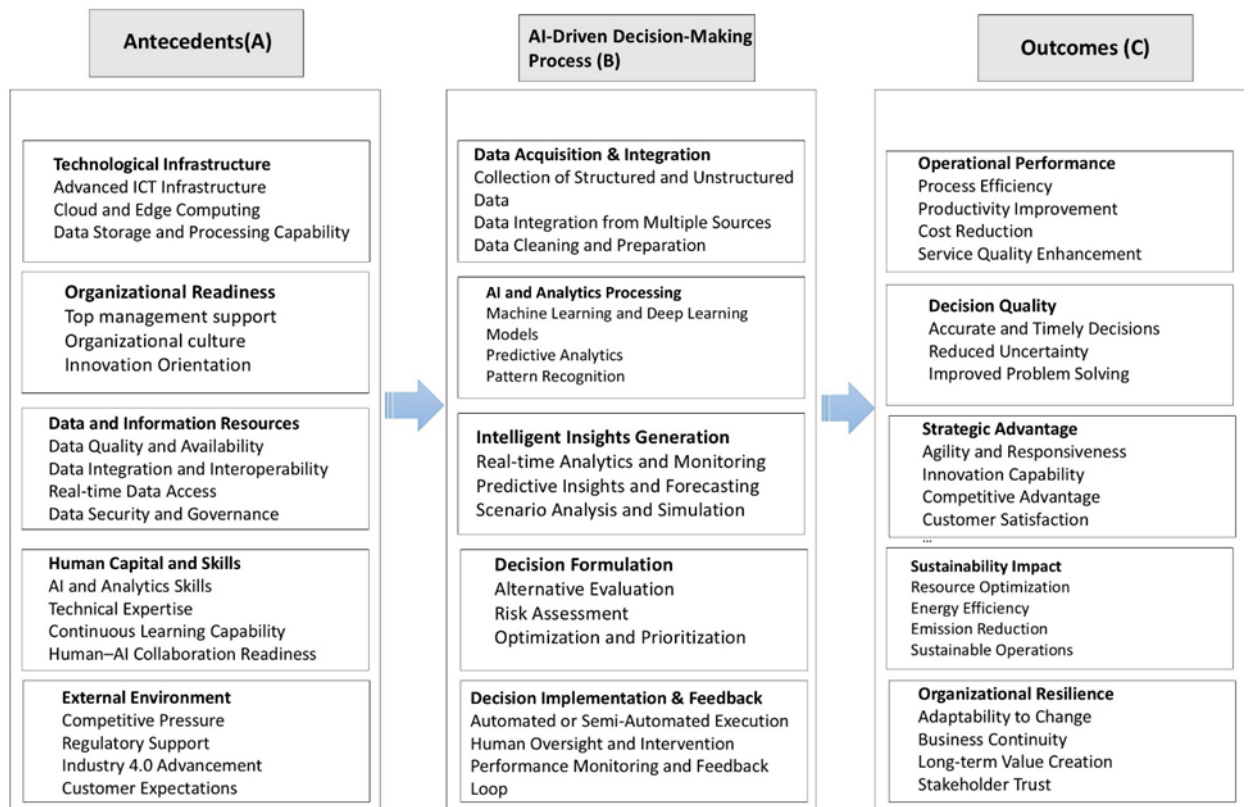 Antecedents(A)
Technological Infrastructure
Advanced ICT Infrastructure
Cloud and Edge Computing
Data Storage and Processing Capability
Organizational Readiness
Top management support
Organizational culture
Innovation Orientation
Data and Information Resources
Data Quality and Availability
Data Integration and Interoperability
Real-time Data Access
Data Security and Governance
Human Capital and Skills
AI and Analytics Skills
Technical Expertise
Continuous Learning Capability
Human–AI Collaboration Readiness
External Environment
Competitive Pressure
Regulatory Support
Industry 4.0 Advancement
Customer Expectations
AI-Driven Decision-Making
Process (B)
Data Acquisition & Integration
Collection of Structured and Unstructured
Data
Data Integration from Multiple Sources
Data Cleaning and Preparation
AI and Analytics Processing
Machine Learning and Deep Learning
Models
Predictive Analytics
Pattern Recognition
Intelligent Insights Generation
Real-time Analytics and Monitoring
Predictive Insights and Forecasting
Scenario Analysis and Simulation
Decision Formulation
Alternative Evaluation
Risk Assessment
Optimization and Prioritization
Decision Implementation & Feedback
Automated or Semi-Automated Execution
Human Oversight and Intervention
Performance Monitoring and Feedback
Loop
Outcomes (C)
Operational Performance
Process Efficiency
Productivity Improvement
Cost Reduction
Service Quality Enhancement
Decision Quality
Accurate and Timely Decisions
Reduced Uncertainty
Improved Problem Solving
Strategic Advantage
Agility and Responsiveness
Innovation Capability
Competitive Advantage
Customer Satisfaction
...
Sustainability Impact
Resource Optimization
Energy Efficiency
Emission Reduction
Sustainable Operations
Organizational Resilience
Adaptability to Change
Business Continuity
Long-term Value Creation
Stakeholder Trust